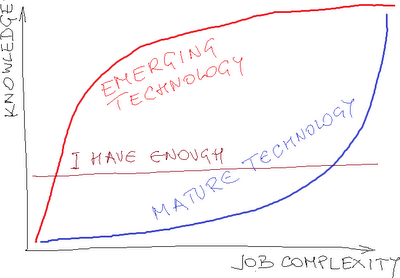 KNOWLEDGE
EMERGING
TECHNOLOGY
I HAVE ENOUGH
MATURE TECHNOLOGY
JOB COMPLEXITY